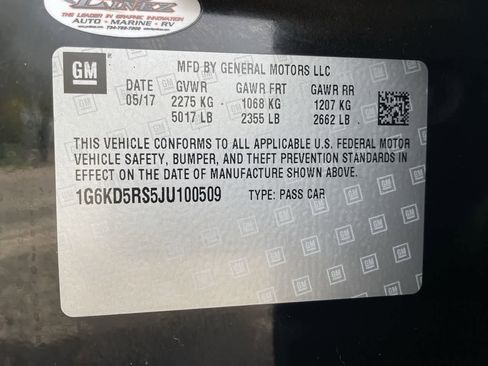 THE LEADER IN GRAPHIC INNOVATION
AUTO • MARINE • RV
GM
MFD BY GENERAL MOTORS LLC
DATE GVWR GAWR FRT GAWR RR
05/17 2275 KG 1068 KG 1207 KG
5017 LB 2355 LB 2662 LB
THIS VEHICLE CONFORMS TO ALL APPLICABLE U.S. FEDERAL MOTOR
VEHICLE SAFETY, BUMPER, AND THEFT PREVENTION STANDARDS IN
EFFECT ON THE DATE OF MANUFACTURE SHOWN ABOVE.
1G6KD5RS5JU100509 TYPE: PASS CAR